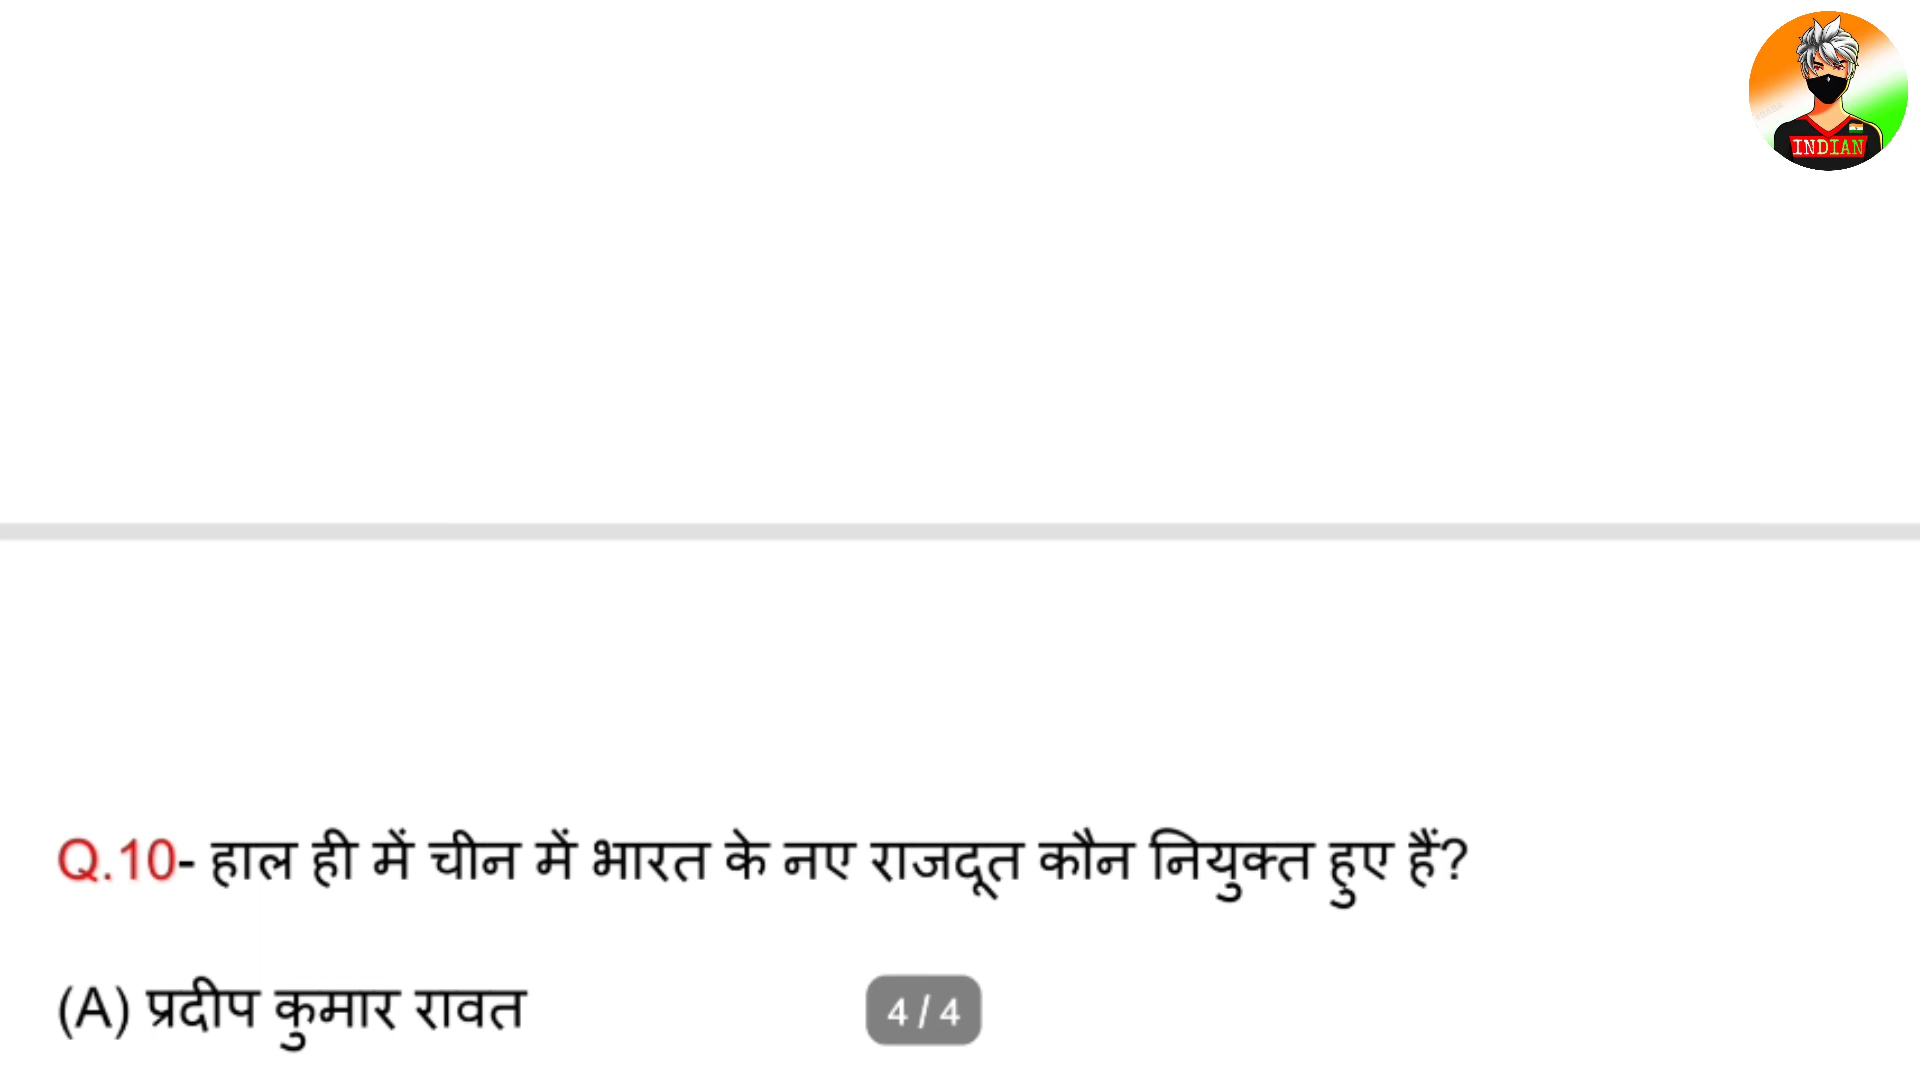 INDIAN
Q.10- हाल ही में चीन में भारत के नए राजदूत कौन नियुक्त हुए हैं?
(A) प्रदीप कुमार रावत
4 / 4